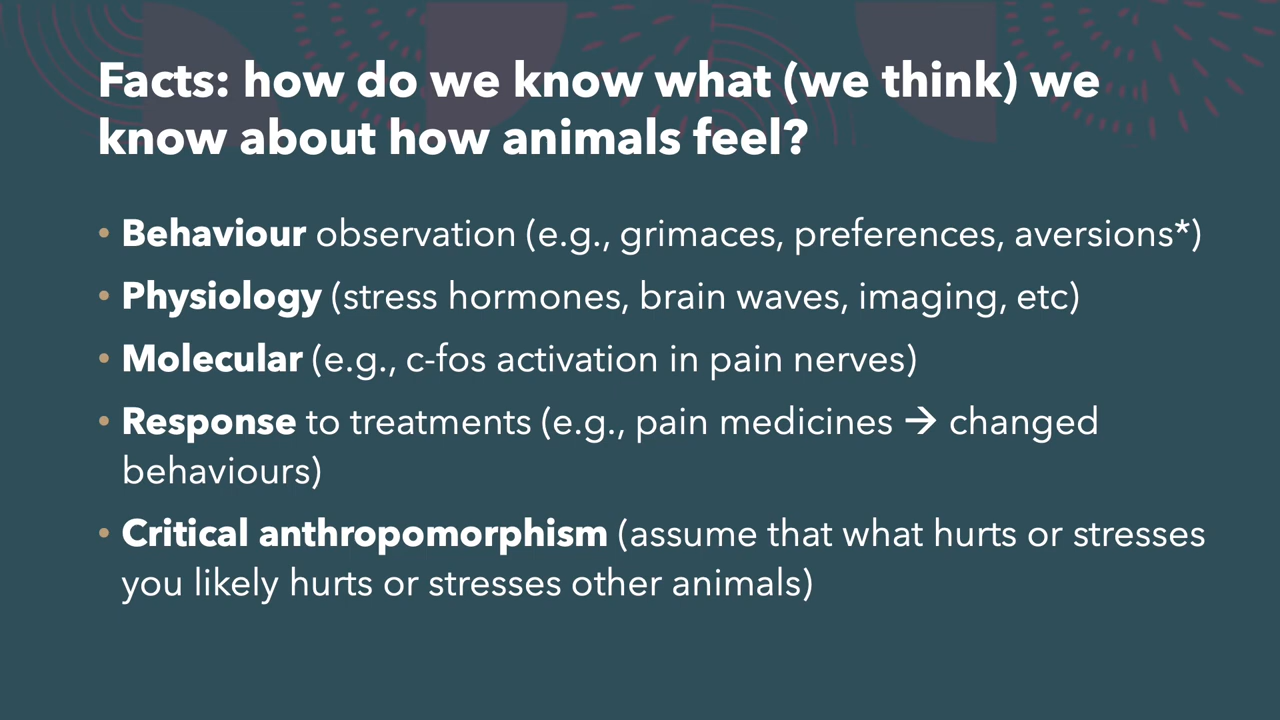 Facts: how do we know what (we think) we
know about how animals feel?
• Behaviour observation (e.g., grimaces, preferences, aversions*)
• Physiology (stress hormones, brain waves, imaging, etc)
• Molecular (e.g., c-fos activation in pain nerves)
• Response to treatments (e.g., pain medicines → changed
behaviours)
• Critical anthropomorphism (assume that what hurts or stresses
you likely hurts or stresses other animals)